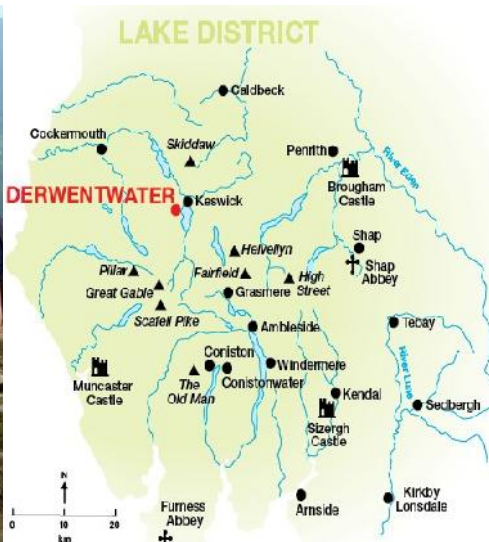 LAKE DISTRICT
Caldbeck
Cockermouth
Skiddaw
Penrith
River Eden
Brougham
Castle
DERWENTWATER
Keswick
Shap
Helvellyn
Shap
Abbey
Pillar
Fairfield
High
Street
Great Gable
Grasmere
Scafell Pike
Ambleside
Tebay
Coniston
Windermere
River Lune
Muncaster
Castle
The
Old Man
Conistonwater
Kendal
Sizergh
Castle
Sedbergh
N
0 10 20
km
Furness
Abbey
Arnside
Kirkby
Lonsdale